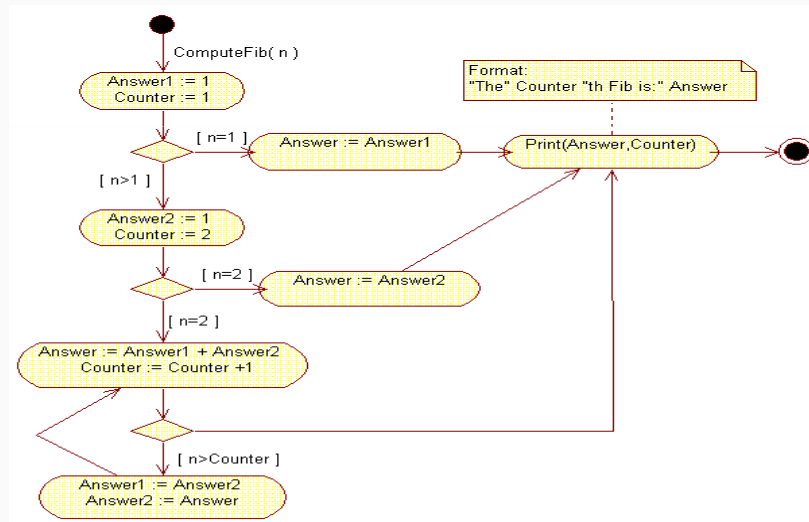 ComputeFib( n )
Answer1 := 1
Counter := 1
Format:
"The" Counter "th Fib is:" Answer
[ n=1 ]
Answer := Answer1
Print(Answer,Counter)
[ n>1 ]
Answer2 := 1
Counter := 2
[ n=2 ]
Answer := Answer2
[ n=2 ]
Answer := Answer1 + Answer2
Counter := Counter +1
[ n>Counter ]
Answer1 := Answer2
Answer2 := Answer